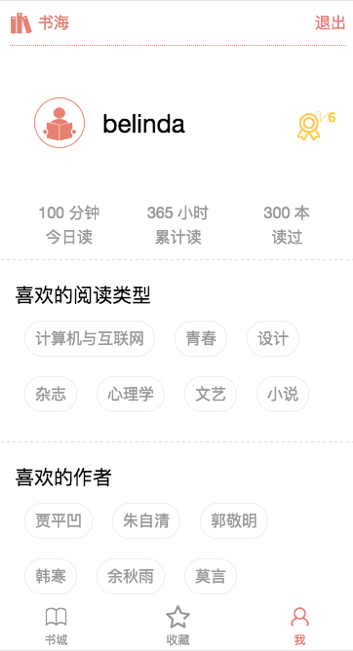 书海 退出
belinda 6
100 分钟 365 小时 300 本
今日读 累计读 读过
喜欢的阅读类型
计算机与互联网 青春 设计
杂志 心理学 文艺 小说
喜欢的作者
贾平凹 朱自清 郭敬明
韩寒 余秋雨 莫言
书城 收藏 我